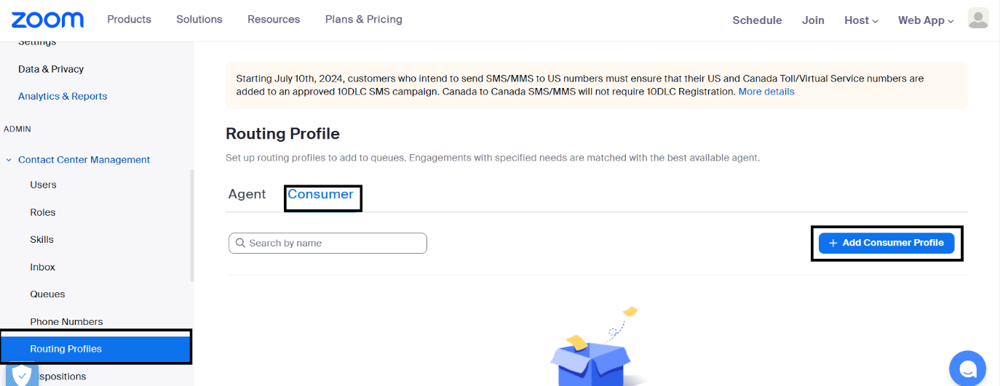 zoom
Products
Solutions
Resources
Plans & Pricing
Schedule
Join
Host
Web App
Settings
Data & Privacy
Analytics & Reports
ADMIN
Contact Center Management
Users
Roles
Skills
Inbox
Queues
Phone Numbers
Routing Profiles
ispositions
Starting July 10th, 2024, customers who intend to send SMS/MMS to US numbers must ensure that their US and Canada Toll/Virtual Service numbers are
added to an approved 10DLC SMS campaign. Canada to Canada SMS/MMS will not require 10DLC Registration. More details
Routing Profile
Set up routing profiles to add to queues. Engagements with specified needs are matched with the best available agent.
Agent
Consumer
Search by name
+ Add Consumer Profile